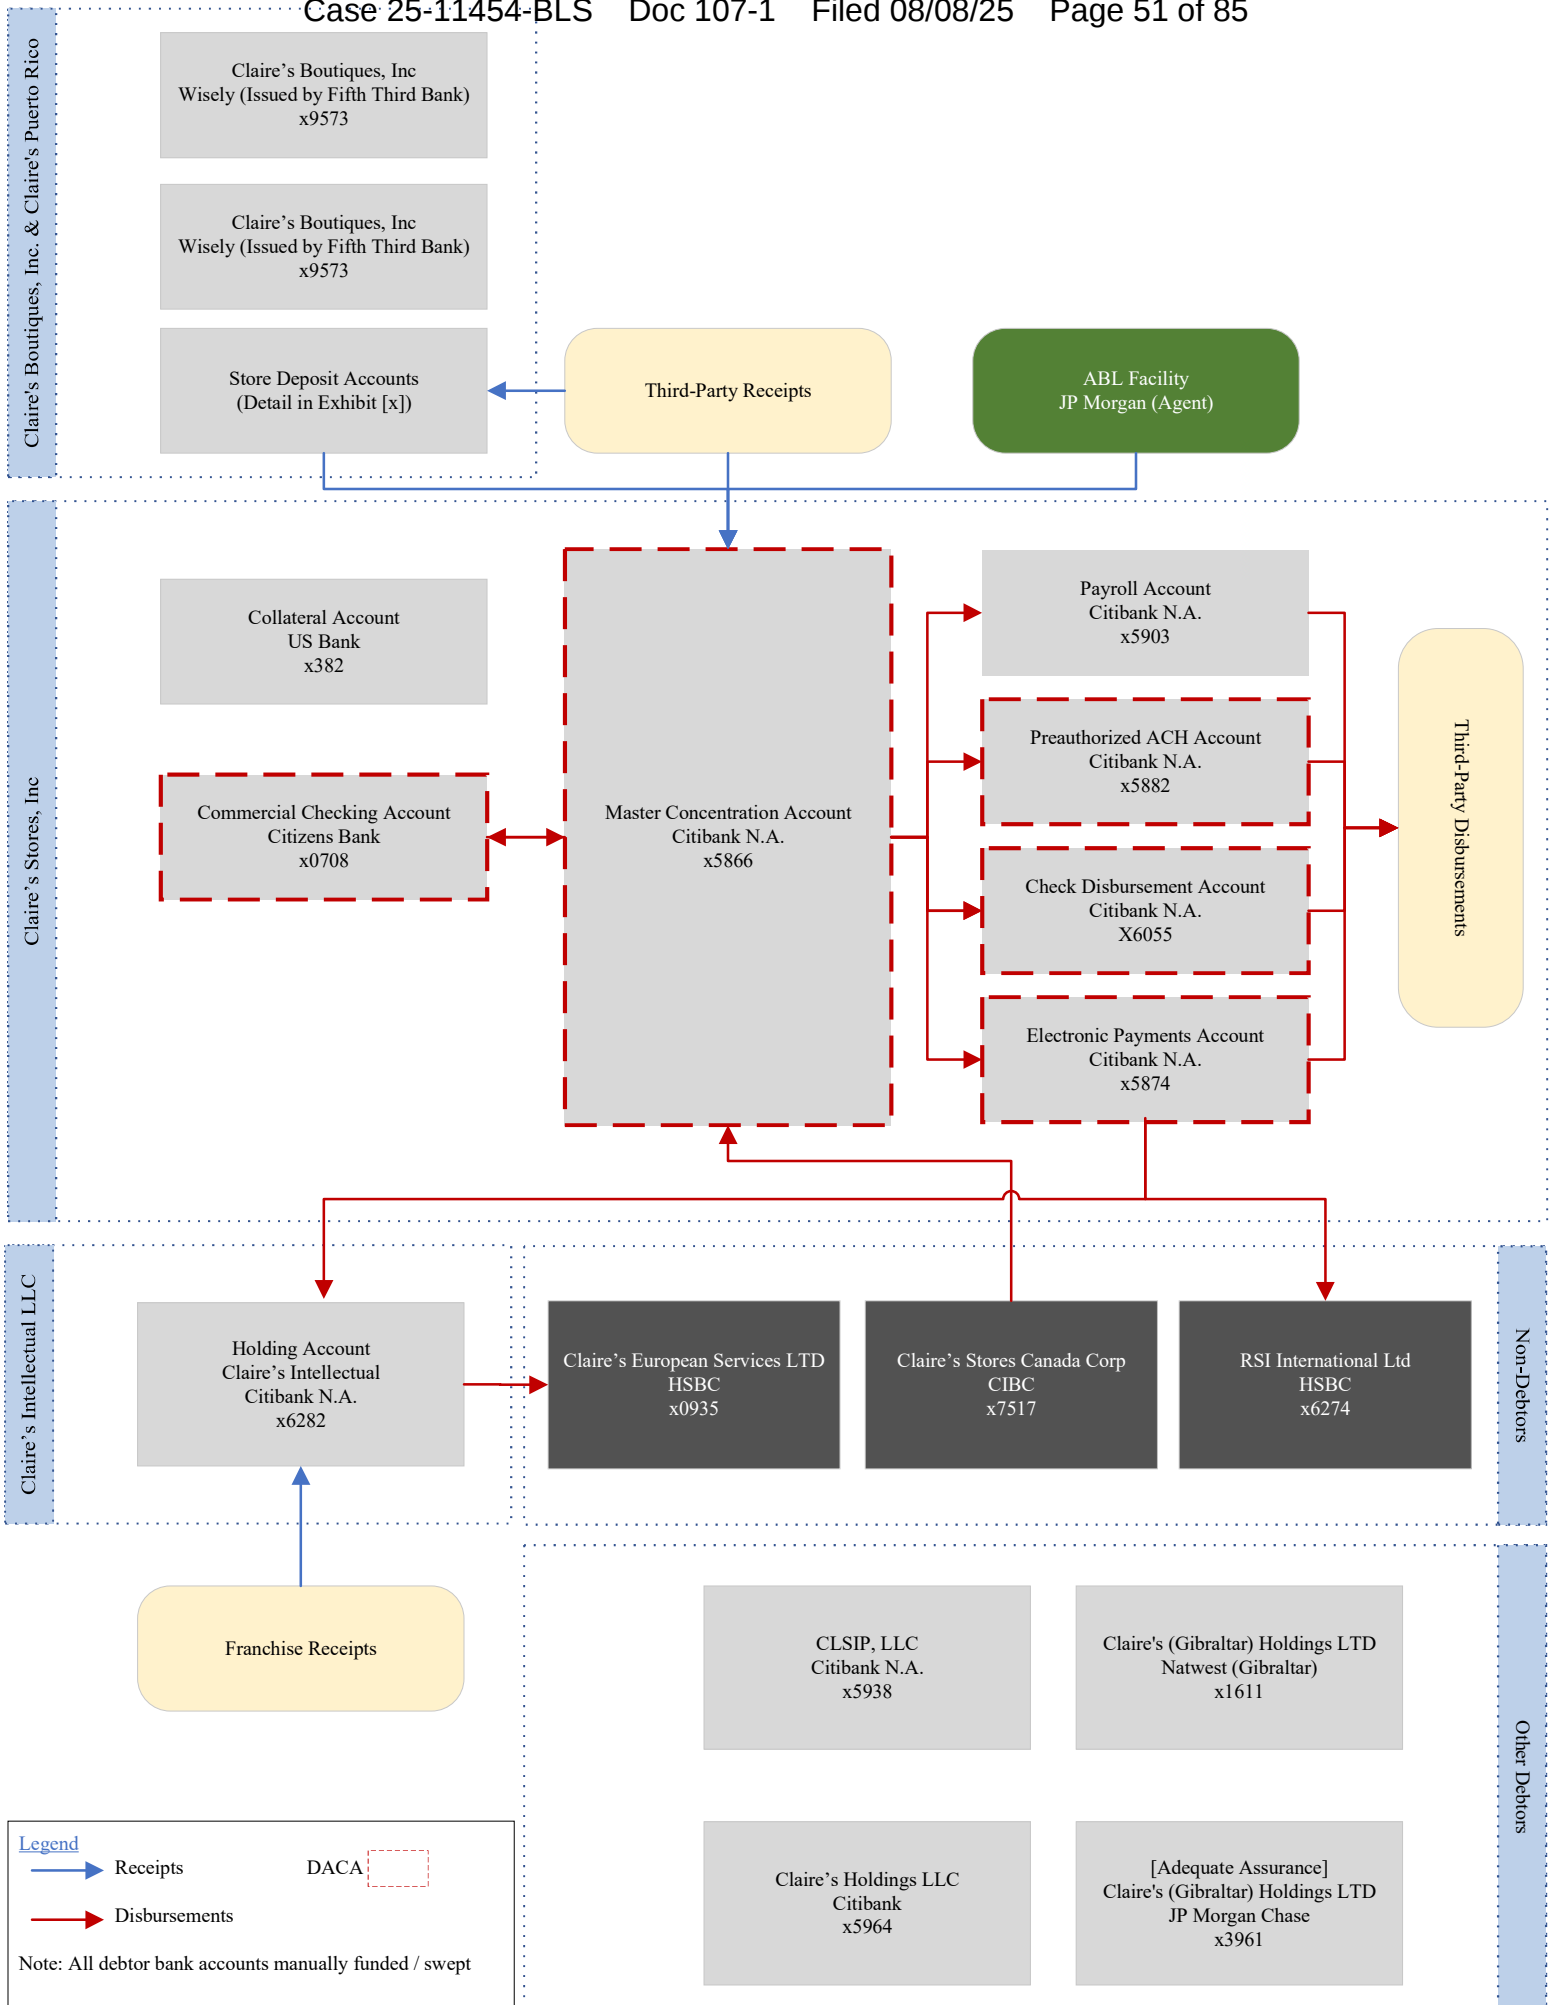 Case 25-11454-BLS Doc 107-1 Filed 08/08/25 Page 51 of 85
Claire's Boutiques, Inc. & Claire's Puerto Rico
Claire’s Boutiques, Inc
Wisely (Issued by Fifth Third Bank)
x9573
Claire’s Boutiques, Inc
Wisely (Issued by Fifth Third Bank)
x9573
Store Deposit Accounts
(Detail in Exhibit [x])
Third-Party Receipts
ABL Facility
JP Morgan (Agent)
Claire’s Stores, Inc
Collateral Account
US Bank
x382
Commercial Checking Account
Citizens Bank
x0708
Master Concentration Account
Citibank N.A.
x5866
Payroll Account
Citibank N.A.
x5903
Preauthorized ACH Account
Citibank N.A.
x5882
Check Disbursement Account
Citibank N.A.
X6055
Electronic Payments Account
Citibank N.A.
x5874
Third-Party Disbursements
Claire’s Intellectual LLC
Holding Account
Claire’s Intellectual
Citibank N.A.
x6282
Claire’s European Services LTD
HSBC
x0935
Claire’s Stores Canada Corp
CIBC
x7517
RSI International Ltd
HSBC
x6274
Non-Debtors
Franchise Receipts
CLSIP, LLC
Citibank N.A.
x5938
Claire's (Gibraltar) Holdings LTD
Natwest (Gibraltar)
x1611
Claire’s Holdings LLC
Citibank
x5964
[Adequate Assurance]
Claire's (Gibraltar) Holdings LTD
JP Morgan Chase
x3961
Other Debtors
Legend
Receipts
DACA
Disbursements
Note: All debtor bank accounts manually funded / swept